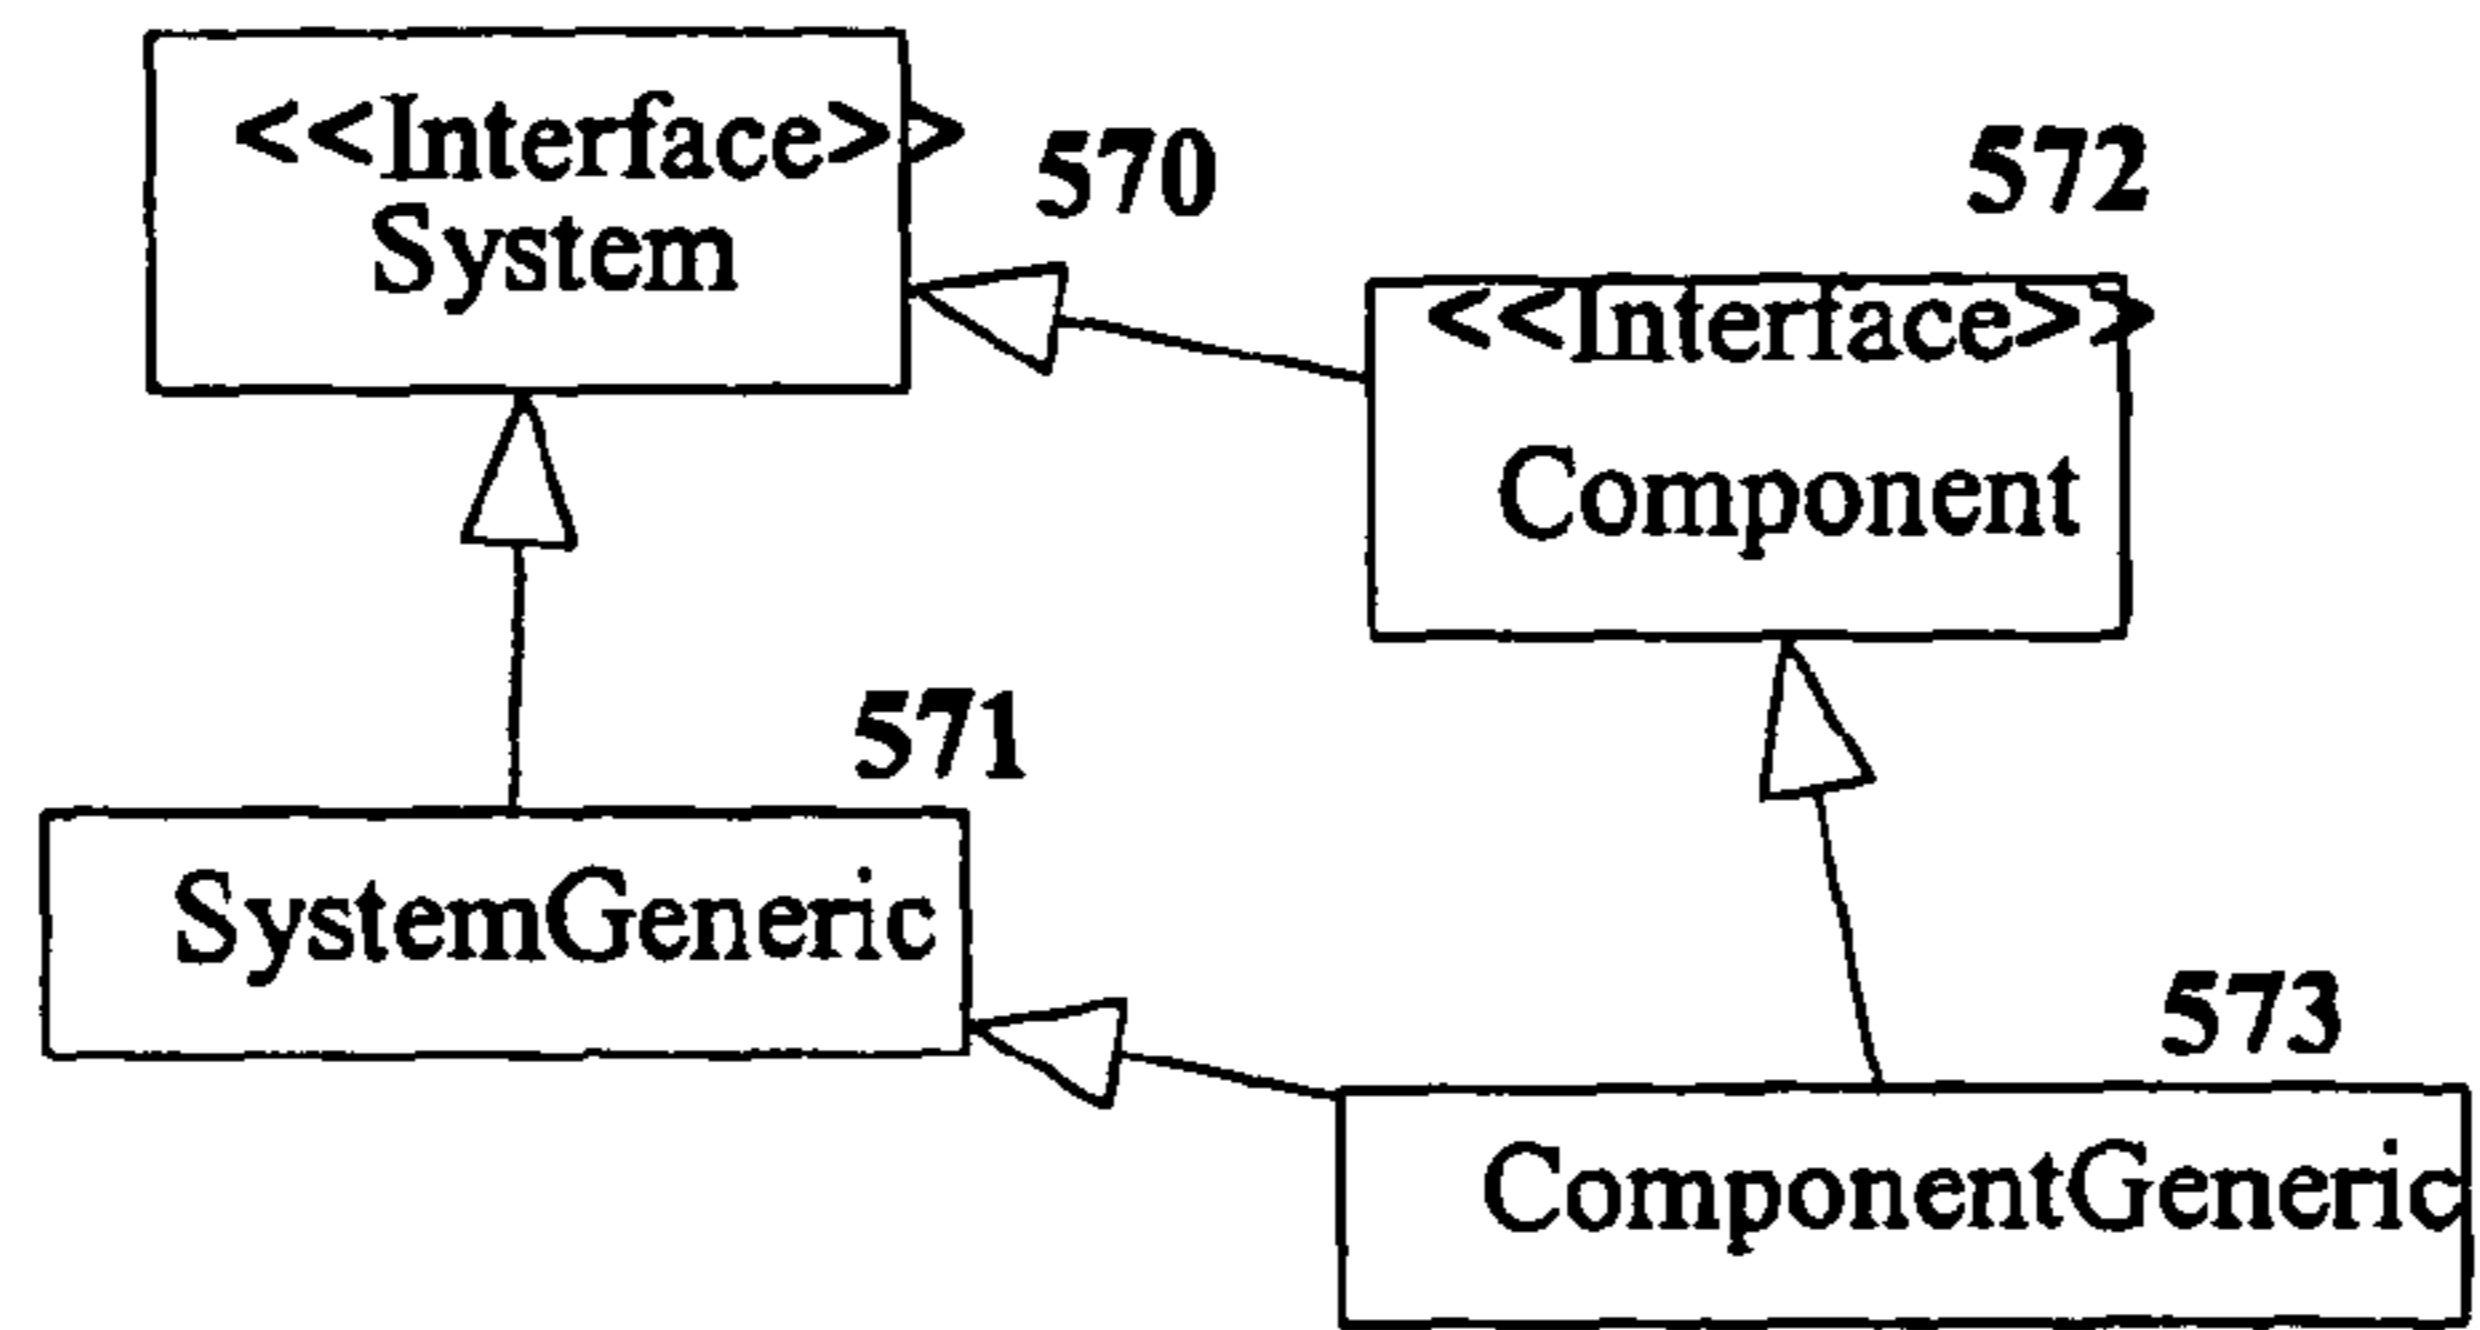 <<Interface>>
System
570
572
<<Interface>>
Component
571
SystemGeneric
573
ComponentGeneric